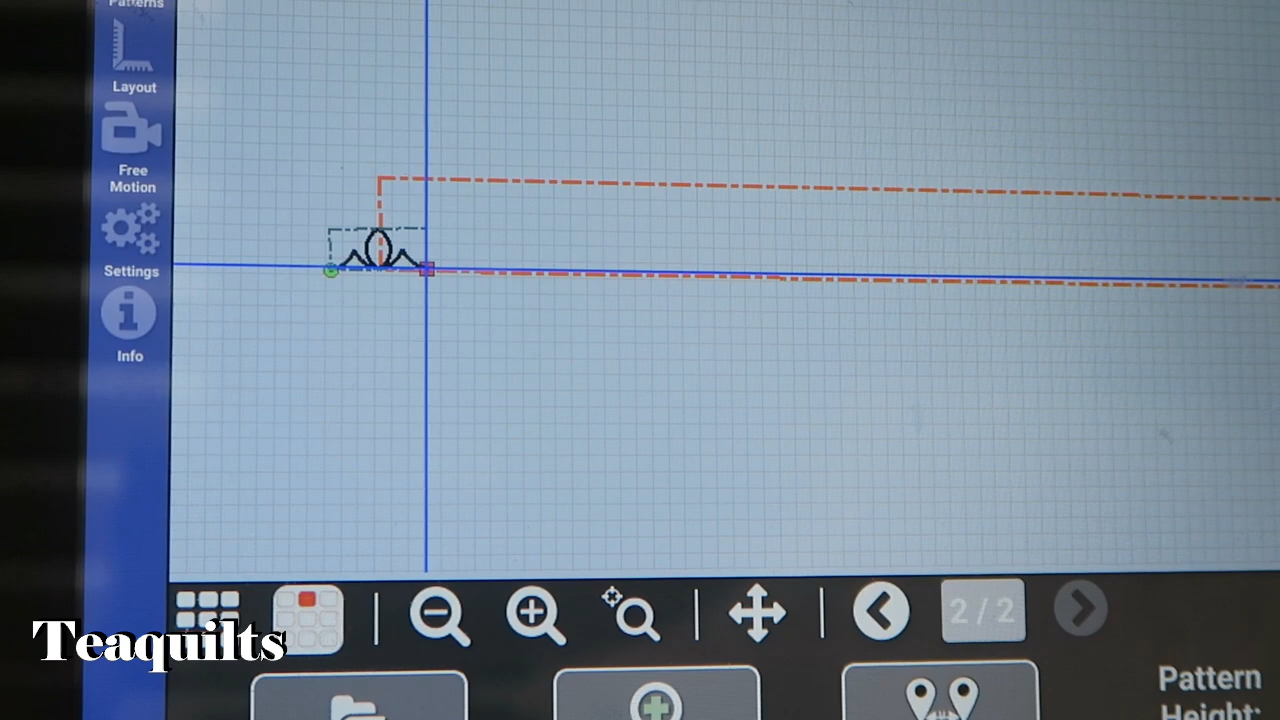 Patterns
Layout
Free
Motion
Settings
Info
2 / 2
Teaquilts
Pattern
Height: